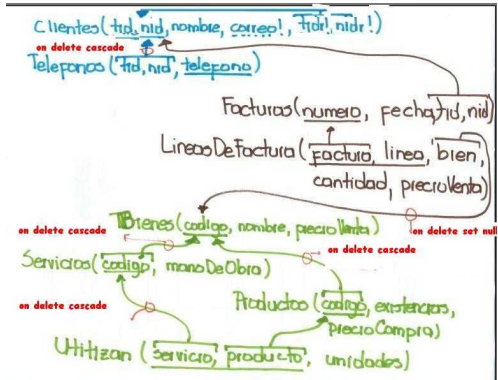 Clientes(tid, nid, nombre, correo!, tidr!, nidr!)
on delete cascade
Telefonos(tid, nid, telefono)
Facturas(numero, fecha, tid, nid)
LineasDeFactura(factura, linea, bien,
cantidad, precioVenta)
on delete set null
TBienes(codigo, nombre, precioVenta)
on delete cascade
on delete cascade
Servicios(codigo, manoDeObra)
on delete cascade
Productos(codigo, existencias,
precioCompra)
Utilizan(servicio, producto, unidades)